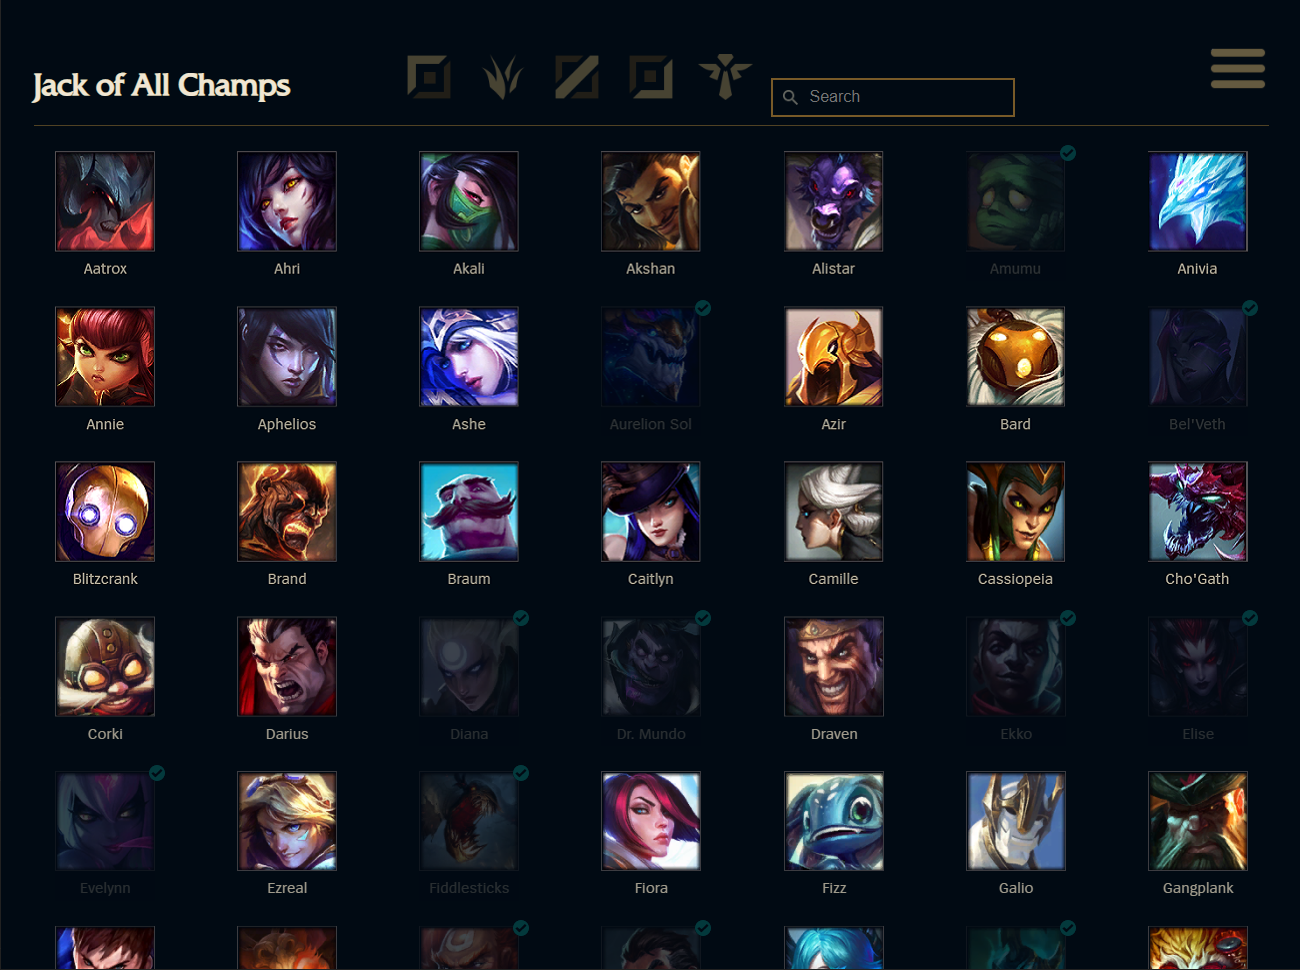 Jack of All Champs
Search
Aatrox
Ahri
Akali
Akshan
Alistar
Amumu
Anivia
Annie
Aphelios
Ashe
Aurelion Sol
Azir
Bard
Bel'Veth
Blitzcrank
Brand
Braum
Caitlyn
Camille
Cassiopeia
Cho'Gath
Corki
Darius
Diana
Dr. Mundo
Draven
Ekko
Elise
Evelynn
Ezreal
Fiddlesticks
Fiora
Fizz
Galio
Gangplank